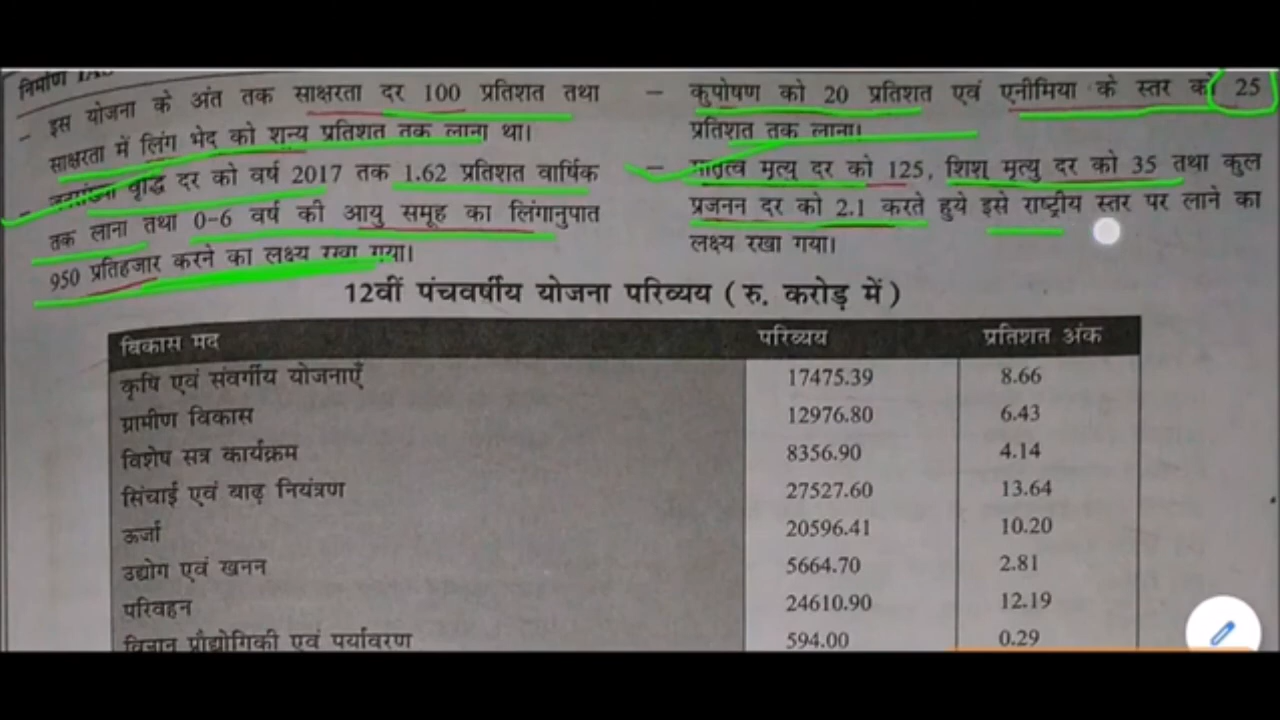 निर्माण IAS
- इस योजना के अंत तक साक्षरता दर 100 प्रतिशत तथा
साक्षरता में लिंग भेद को शून्य प्रतिशत तक लाना था।
- जनसंख्या वृद्धि दर को वर्ष 2017 तक 1.62 प्रतिशत वार्षिक
तक लाना तथा 0-6 वर्ष की आयु समूह का लिंगानुपात
950 प्रतिहजार करने का लक्ष्य रखा गया।
- कुपोषण को 20 प्रतिशत एवं एनीमिया के स्तर को 25
प्रतिशत तक लाना।
- मातृत्व मृत्यु दर को 125, शिशु मृत्यु दर को 35 तथा कुल
प्रजनन दर को 2.1 करते हुये इसे राष्ट्रीय स्तर पर लाने का
लक्ष्य रखा गया।
12वीं पंचवर्षीय योजना परिव्यय (रु. करोड़ में)
विकास मद परिव्यय प्रतिशत अंक
कृषि एवं संवर्गीय योजनाएँ 17475.39 8.66
ग्रामीण विकास 12976.80 6.43
विशेष सत्र कार्यक्रम 8356.90 4.14
सिंचाई एवं बाढ़ नियंत्रण 27527.60 13.64
ऊर्जा 20596.41 10.20
उद्योग एवं खनन 5664.70 2.81
परिवहन 24610.90 12.19
विज्ञान प्रौद्योगिकी एवं पर्यावरण 594.00 0.29